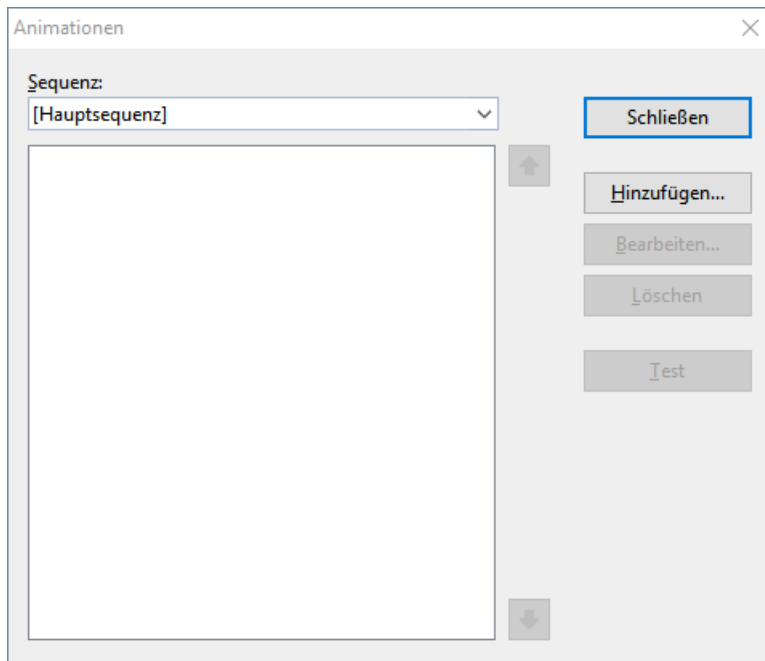 Animationen
Sequenz:
[Hauptsequenz]
Schließen
Hinzufügen...
Bearbeiten...
Löschen
Test